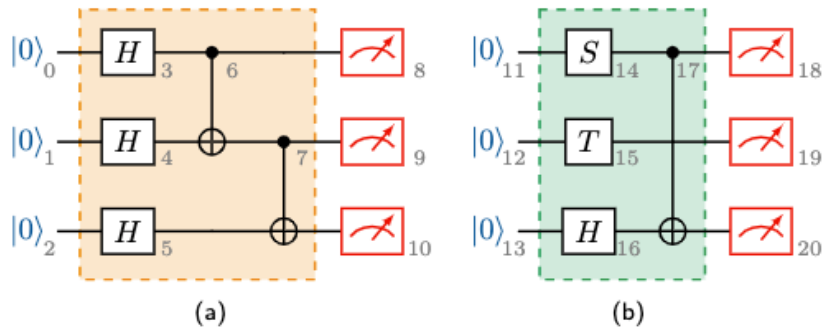 |0⟩ 0 H 3 6 8 |0⟩ 11 S 14 17 18
|0⟩ 1 H 4 7 9 |0⟩ 12 T 15 19
|0⟩ 2 H 5 10 |0⟩ 13 H 16 20
(a) (b)